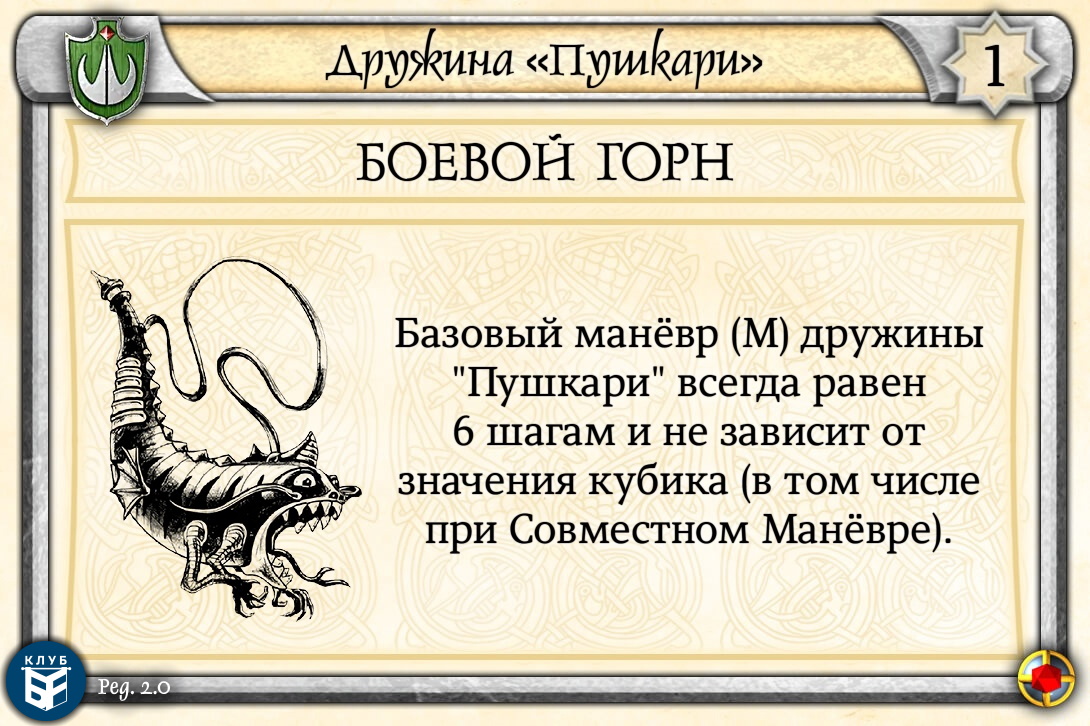 Дружина «Пушкари»
1
БОЕВОЙ ГОРН
Базовый манёвр (М) дружины
"Пушкари" всегда равен
6 шагам и не зависит от
значения кубика (в том числе
при Совместном Манёвре).
КЛУБ
БГ
Ред. 2.0